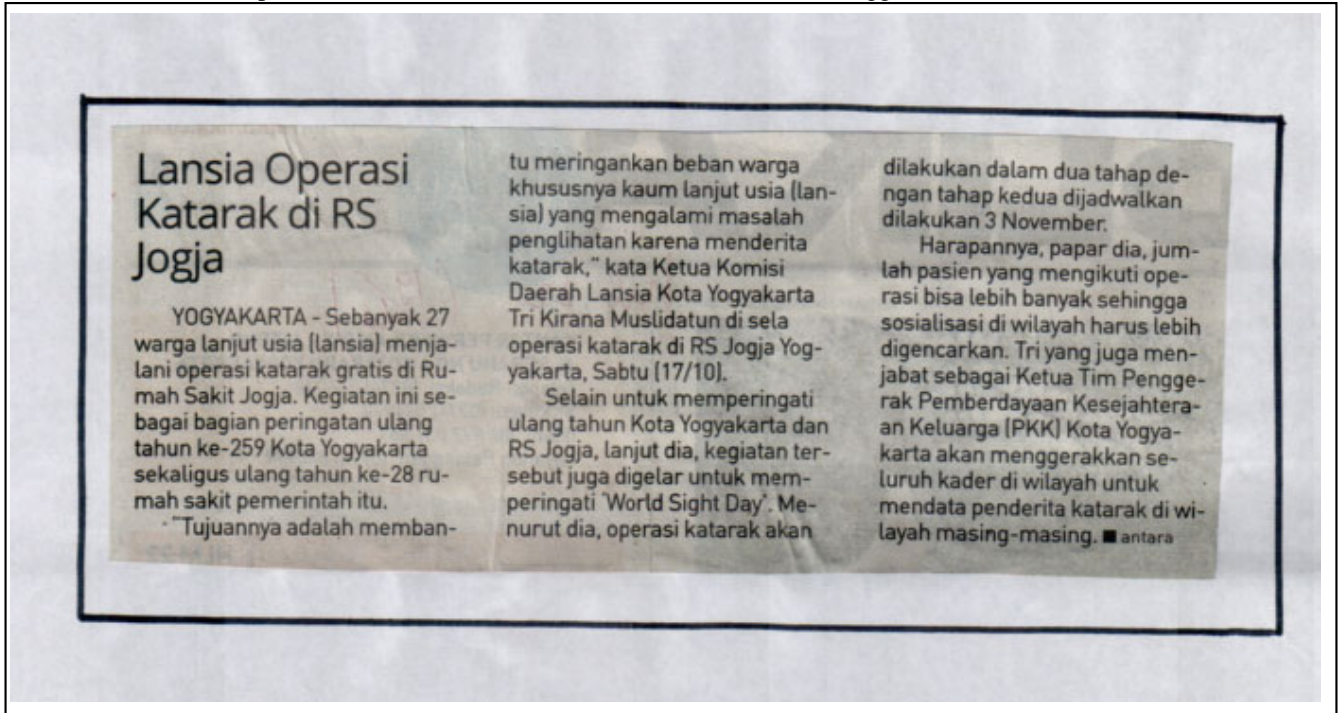 Lansia Operasi
Katarak di RS
Jogja
YOGYAKARTA - Sebanyak 27
warga lanjut usia (lansia) menja-
lani operasi katarak gratis di Ru-
mah Sakit Jogja. Kegiatan ini se-
bagai bagian peringatan ulang
tahun ke-259 Kota Yogyakarta
sekaligus ulang tahun ke-28 ru-
mah sakit pemerintah itu.
"Tujuannya adalah memban-
tu meringankan beban warga
khususnya kaum lanjut usia (lan-
sia) yang mengalami masalah
penglihatan karena menderita
katarak," kata Ketua Komisi
Daerah Lansia Kota Yogyakarta
Tri Kirana Muslidatun di sela
operasi katarak di RS Jogja Yog-
yakarta, Sabtu (17/10).
Selain untuk memperingati
ulang tahun Kota Yogyakarta dan
RS Jogja, lanjut dia, kegiatan ter-
sebut juga digelar untuk mem-
peringati 'World Sight Day'. Me-
nurut dia, operasi katarak akan
dilakukan dalam dua tahap de-
ngan tahap kedua dijadwalkan
dilakukan 3 November.
Harapannya, papar dia, jum-
lah pasien yang mengikuti ope-
rasi bisa lebih banyak sehingga
sosialisasi di wilayah harus lebih
digencarkan. Tri yang juga men-
jabat sebagai Ketua Tim Pengge-
rak Pemberdayaan Kesejahtera-
an Keluarga (PKK) Kota Yogya-
karta akan menggerakkan se-
luruh kader di wilayah untuk
mendata penderita katarak di wi-
layah masing-masing. ■ antara